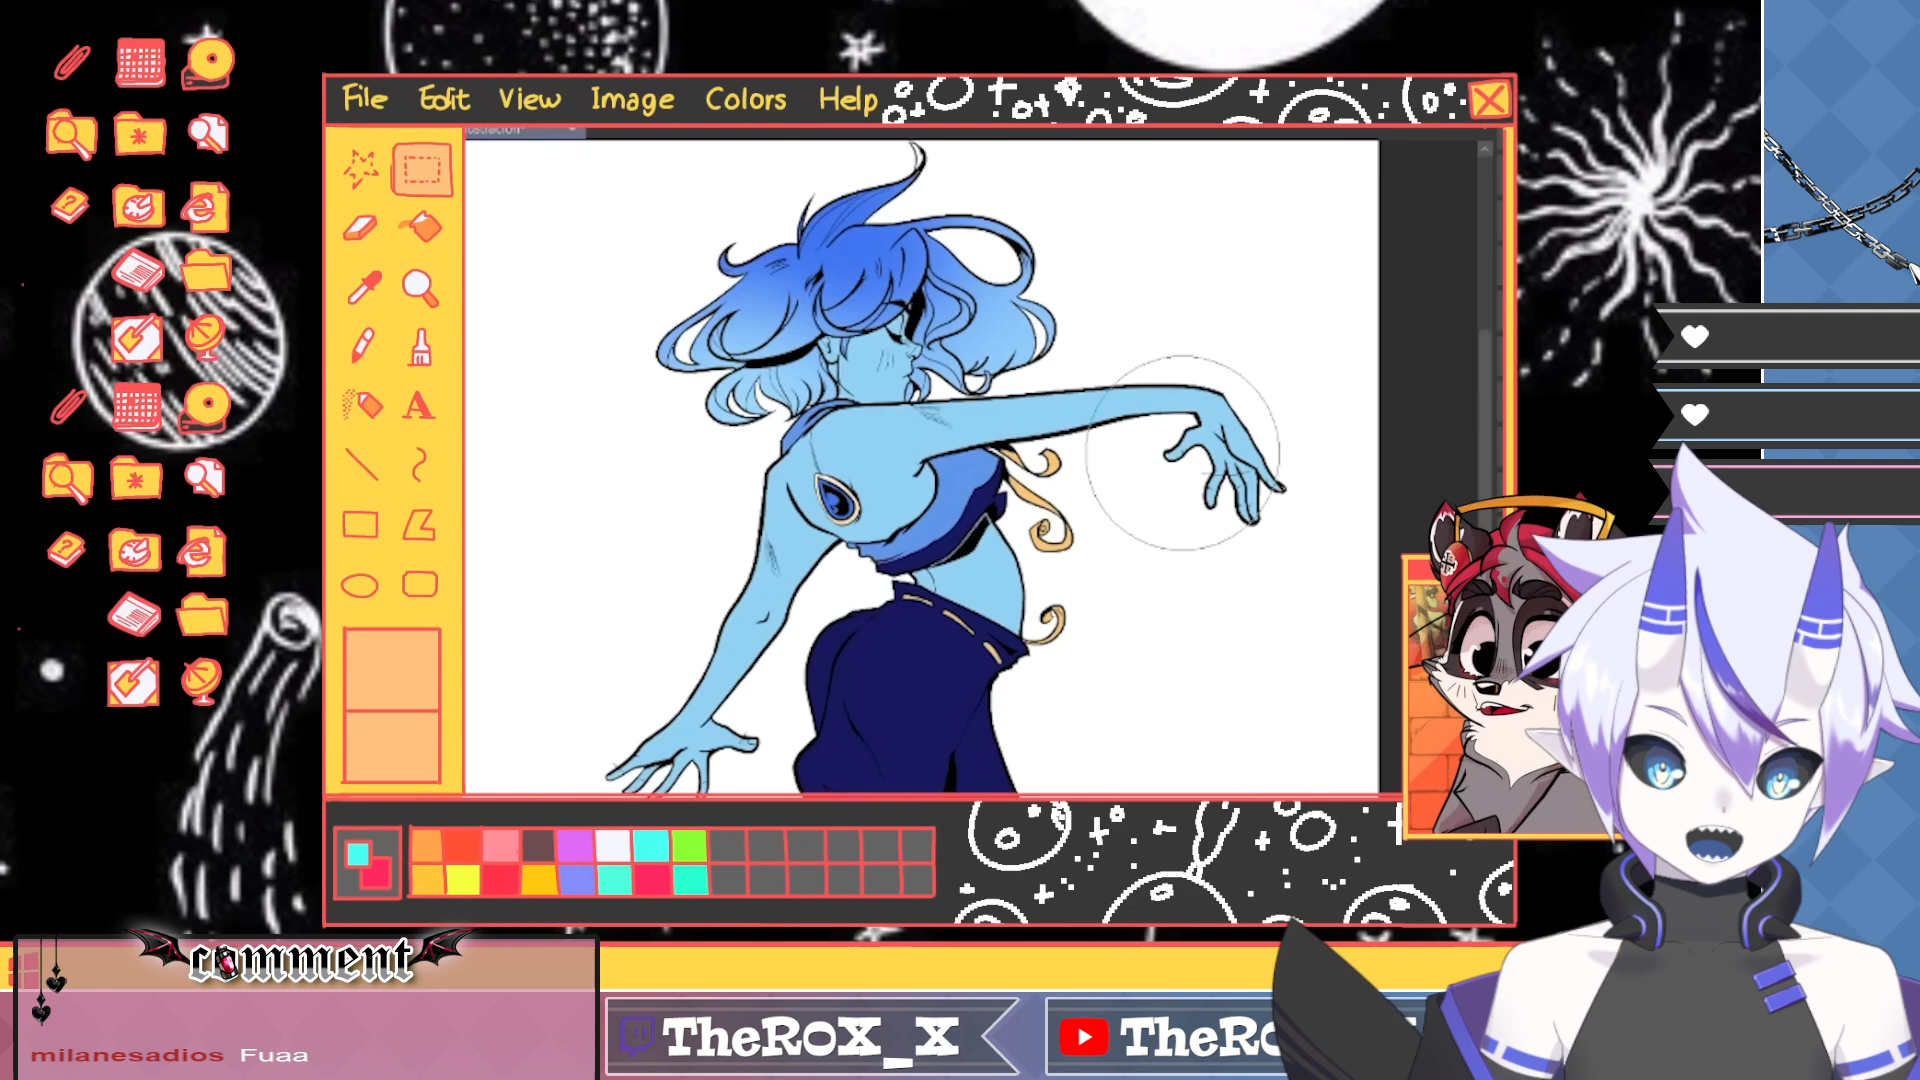 File Edit View Image Colors Help
A
comment
milanesadios Fuaa
TheROX_X
TheRO